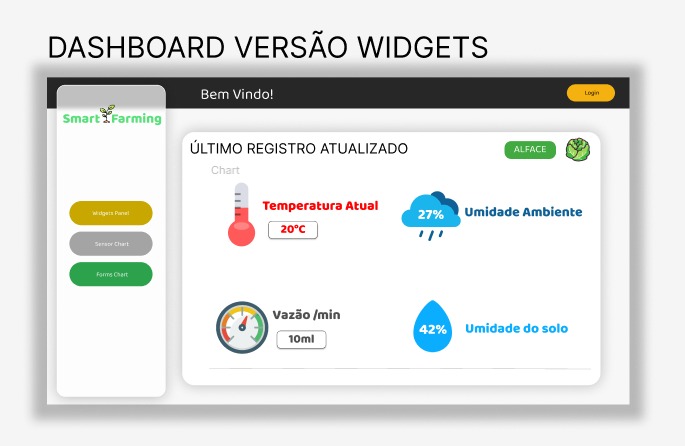 DASHBOARD VERSÃO WIDGETS
Bem Vindo!
Login
Smart Farming
Widgets Panel
Sensor Chart
Forms Chart
ÚLTIMO REGISTRO ATUALIZADO
ALFACE
Chart
Temperatura Atual
20°C
27%
Umidade Ambiente
Vazão /min
10ml
42%
Umidade do solo